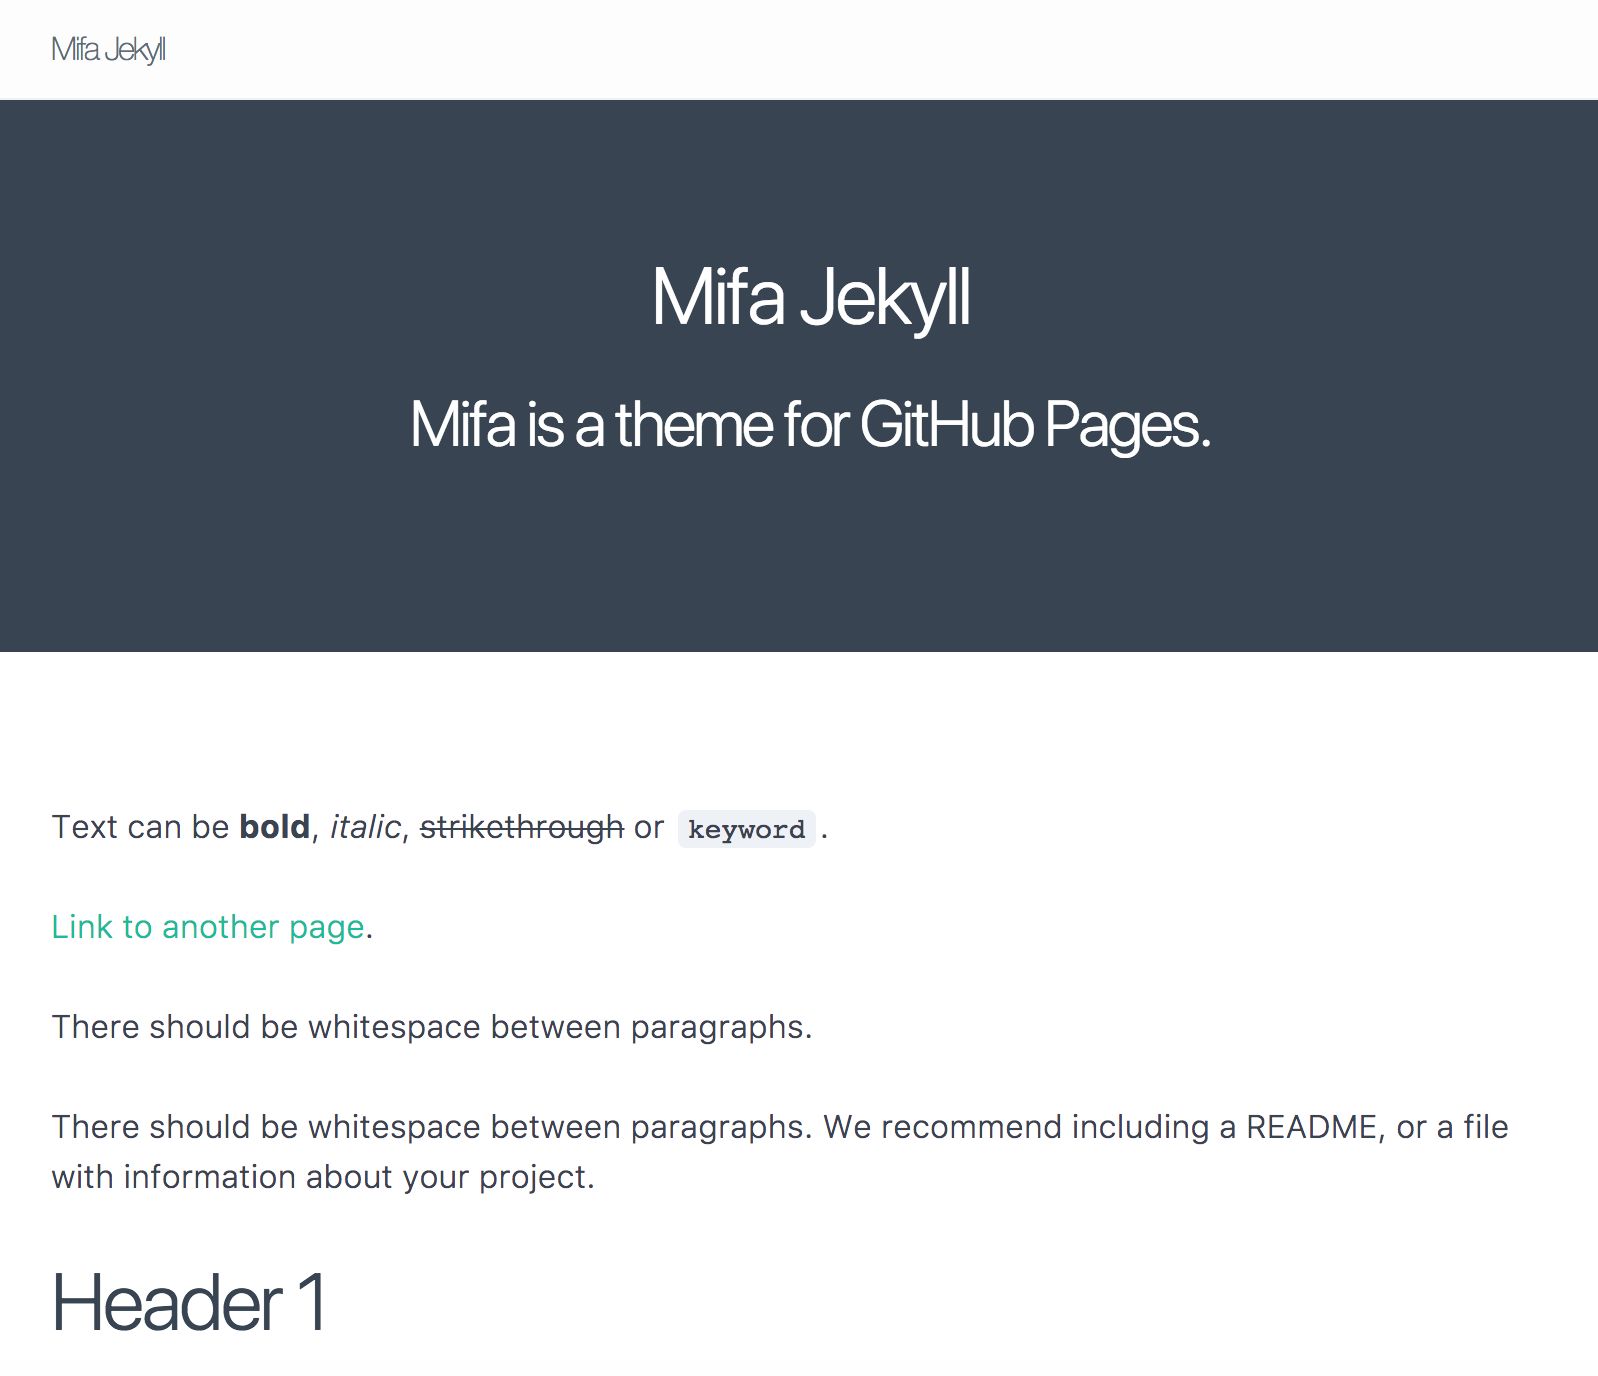 Mifa Jekyll
Mifa Jekyll
Mifa is a theme for GitHub Pages.
Text can be bold, italic, strikethrough or keyword.
Link to another page.
There should be whitespace between paragraphs.
There should be whitespace between paragraphs. We recommend including a README, or a file
with information about your project.
Header 1